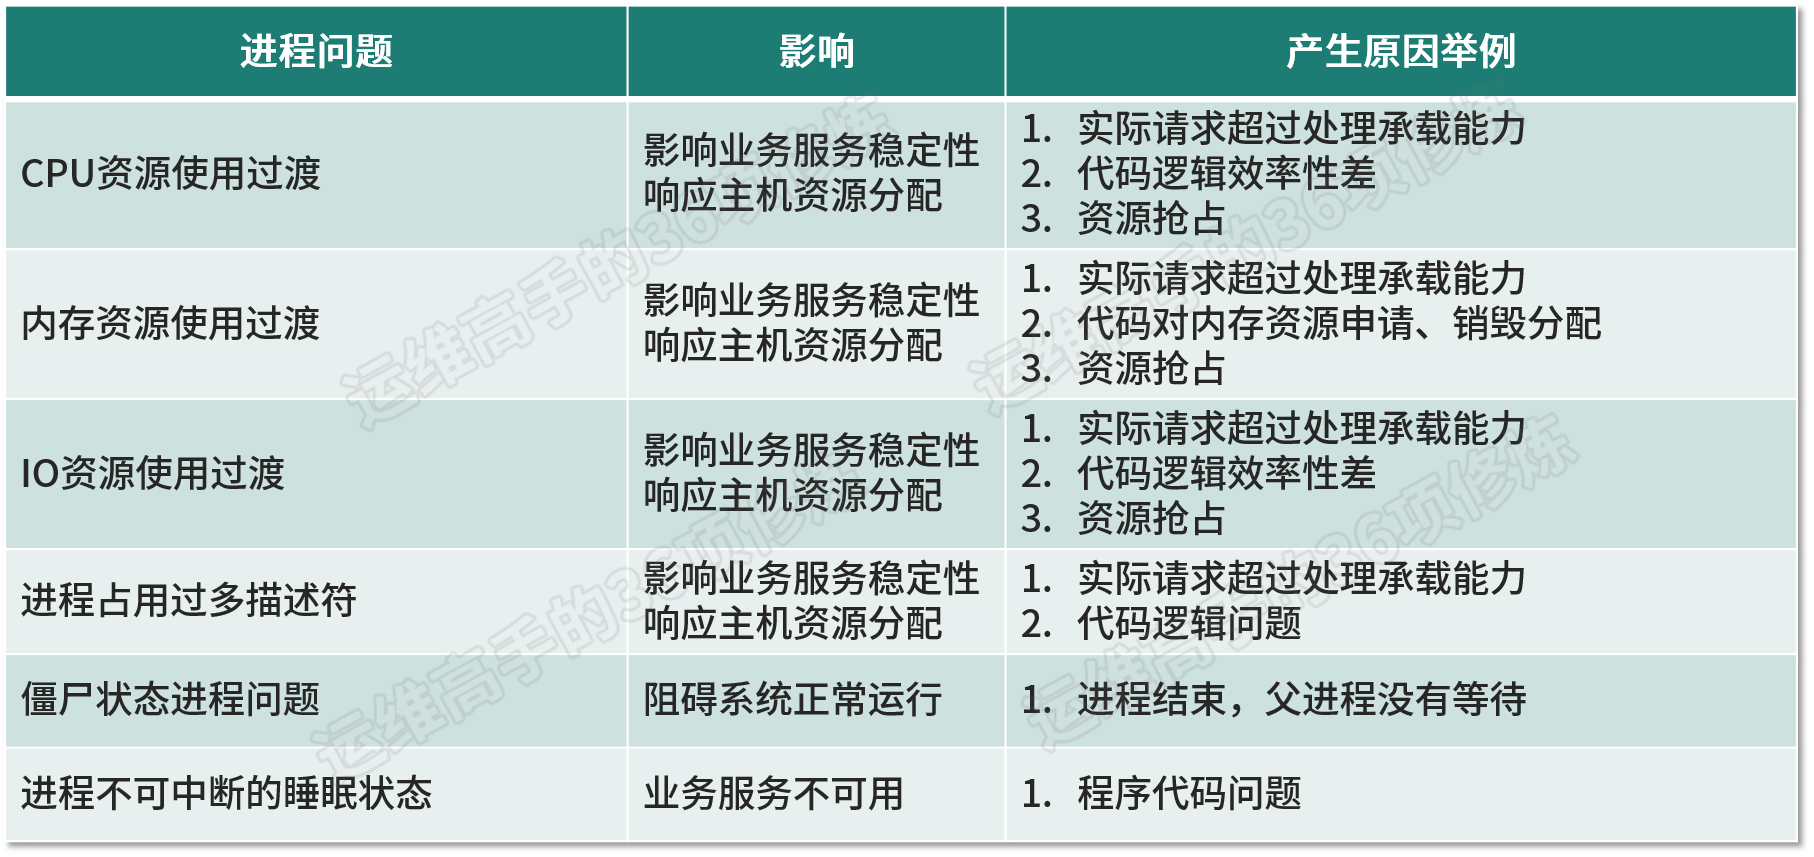 进程问题 影响 产生原因举例
CPU资源使用过渡
影响业务服务稳定性
响应主机资源分配
1. 实际请求超过处理承载能力
2. 代码逻辑效率性差
3. 资源抢占
内存资源使用过渡
影响业务服务稳定性
响应主机资源分配
1. 实际请求超过处理承载能力
2. 代码对内存资源申请、销毁分配
3. 资源抢占
IO资源使用过渡
影响业务服务稳定性
响应主机资源分配
1. 实际请求超过处理承载能力
2. 代码逻辑效率性差
3. 资源抢占
进程占用过多描述符
影响业务服务稳定性
响应主机资源分配
1. 实际请求超过处理承载能力
2. 代码逻辑问题
僵尸状态进程问题
阻碍系统正常运行
1. 进程结束，父进程没有等待
进程不可中断的睡眠状态
业务服务不可用
1. 程序代码问题
运维高手的36项修炼
运维高手的36项修炼
运维高手的36项修炼
运维高手的36项修炼